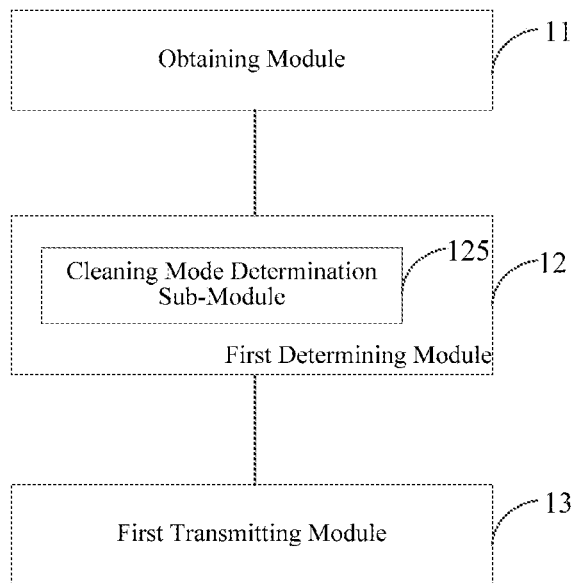 11
Obtaining Module
125
12
Cleaning Mode Determination
Sub-Module
First Determining Module
13
First Transmitting Module